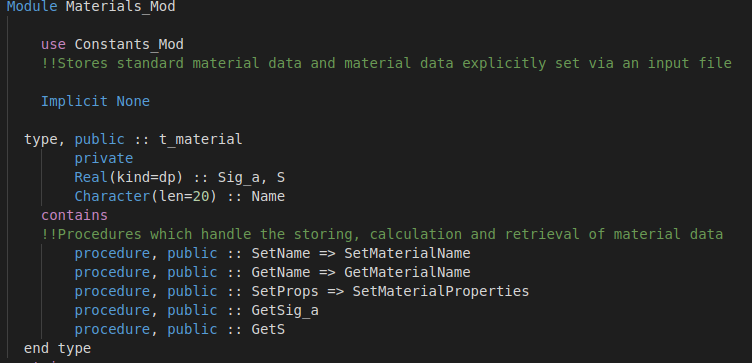 Module Materials_Mod
use Constants_Mod
!!Stores standard material data and material data explicitly set via an input file
Implicit None
type, public :: t_material
private
Real(kind=dp) :: Sig_a, S
Character(len=20) :: Name
contains
!!Procedures which handle the storing, calculation and retrieval of material data
procedure, public :: SetName => SetMaterialName
procedure, public :: GetName => GetMaterialName
procedure, public :: SetProps => SetMaterialProperties
procedure, public :: GetSig_a
procedure, public :: GetS
end type